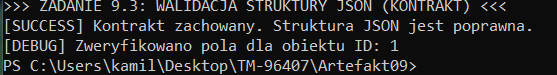 >>> ZADANIE 9.3: WALIDACJA STRUKTURY JSON (KONTRAKT) <<<
[SUCCESS] Kontrakt zachowany. Struktura JSON jest poprawna.
[DEBUG] Zweryfikowano pola dla obiektu ID: 1
PS C:\Users\kamil\Desktop\TM-96407\Artefakt09>